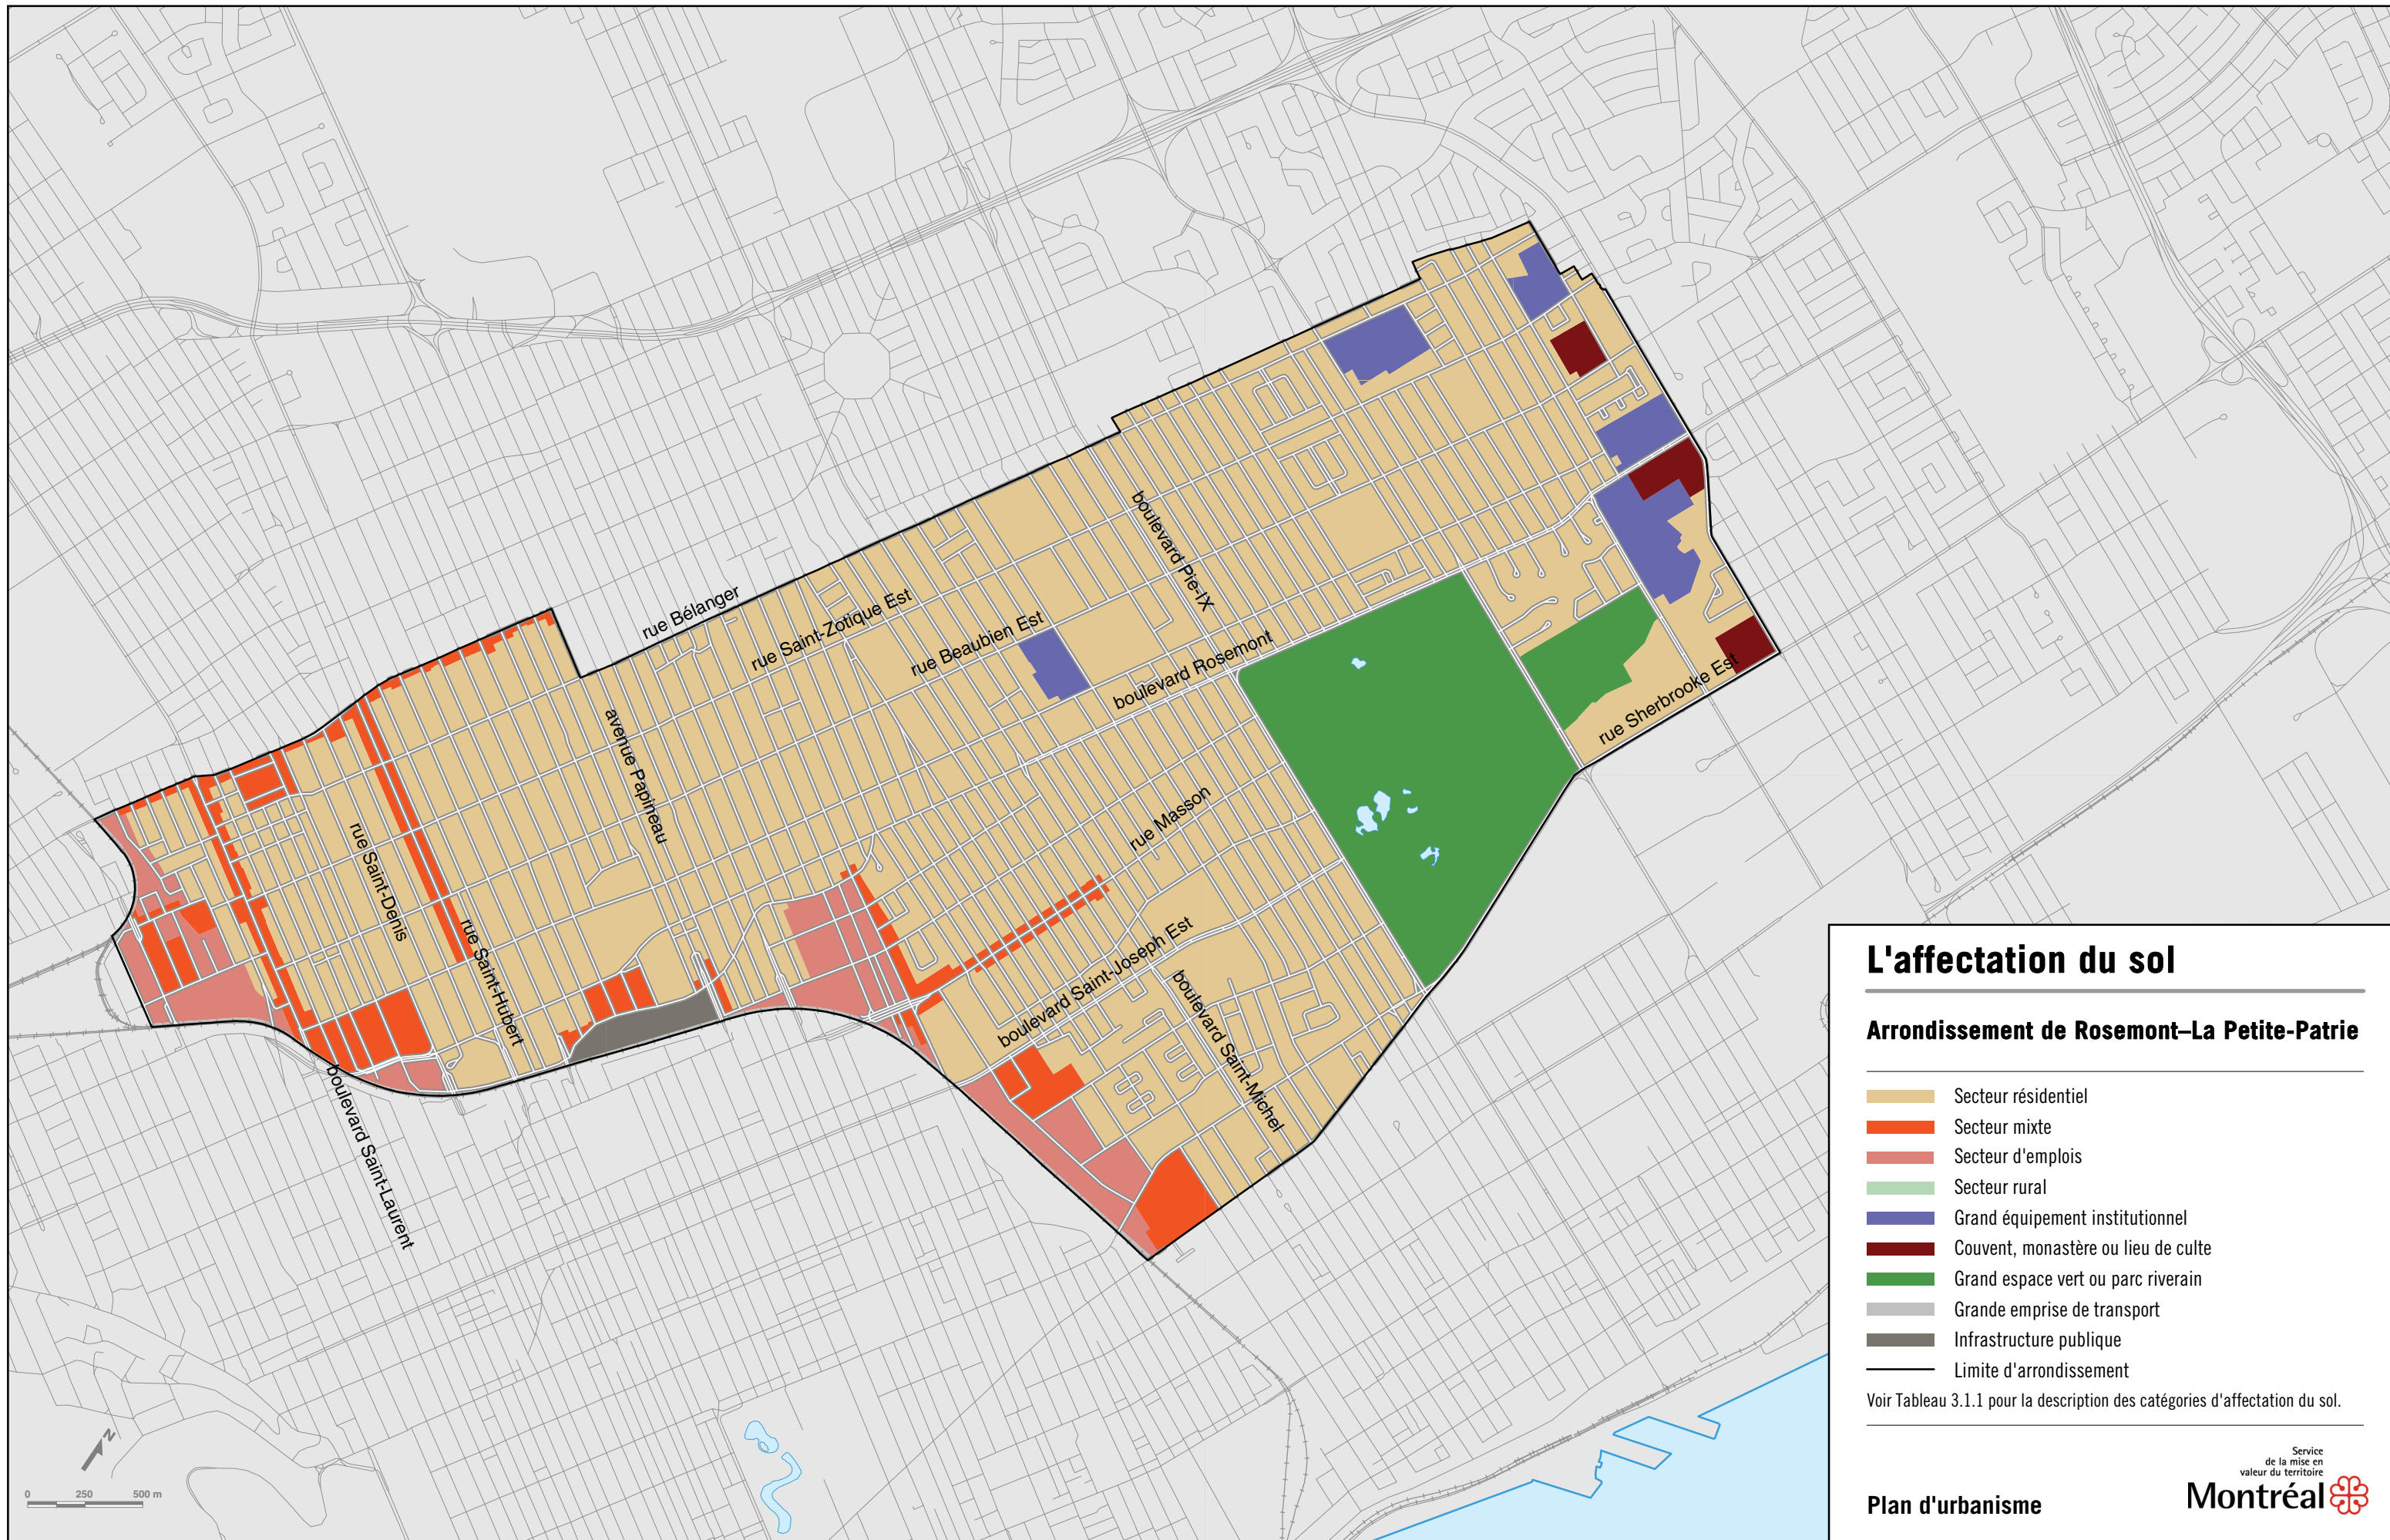 rue Bélanger
rue Saint-Zotique Est
rue Beaubien Est
boulevard Pie-IX
boulevard Rosemont
rue Sherbrooke Est
avenue Papineau
rue Masson
rue Saint-Denis
rue Saint-Hubert
boulevard Saint-Joseph Est
boulevard Saint-Michel
boulevard Saint-Laurent
N
0 250 500 m
L'affectation du sol
Arrondissement de Rosemont–La Petite-Patrie
Secteur résidentiel
Secteur mixte
Secteur d'emplois
Secteur rural
Grand équipement institutionnel
Couvent, monastère ou lieu de culte
Grand espace vert ou parc riverain
Grande emprise de transport
Infrastructure publique
Limite d'arrondissement
Voir Tableau 3.1.1 pour la description des catégories d'affectation du sol.
Service
de la mise en
valeur du territoire
Plan d'urbanisme
Montréal